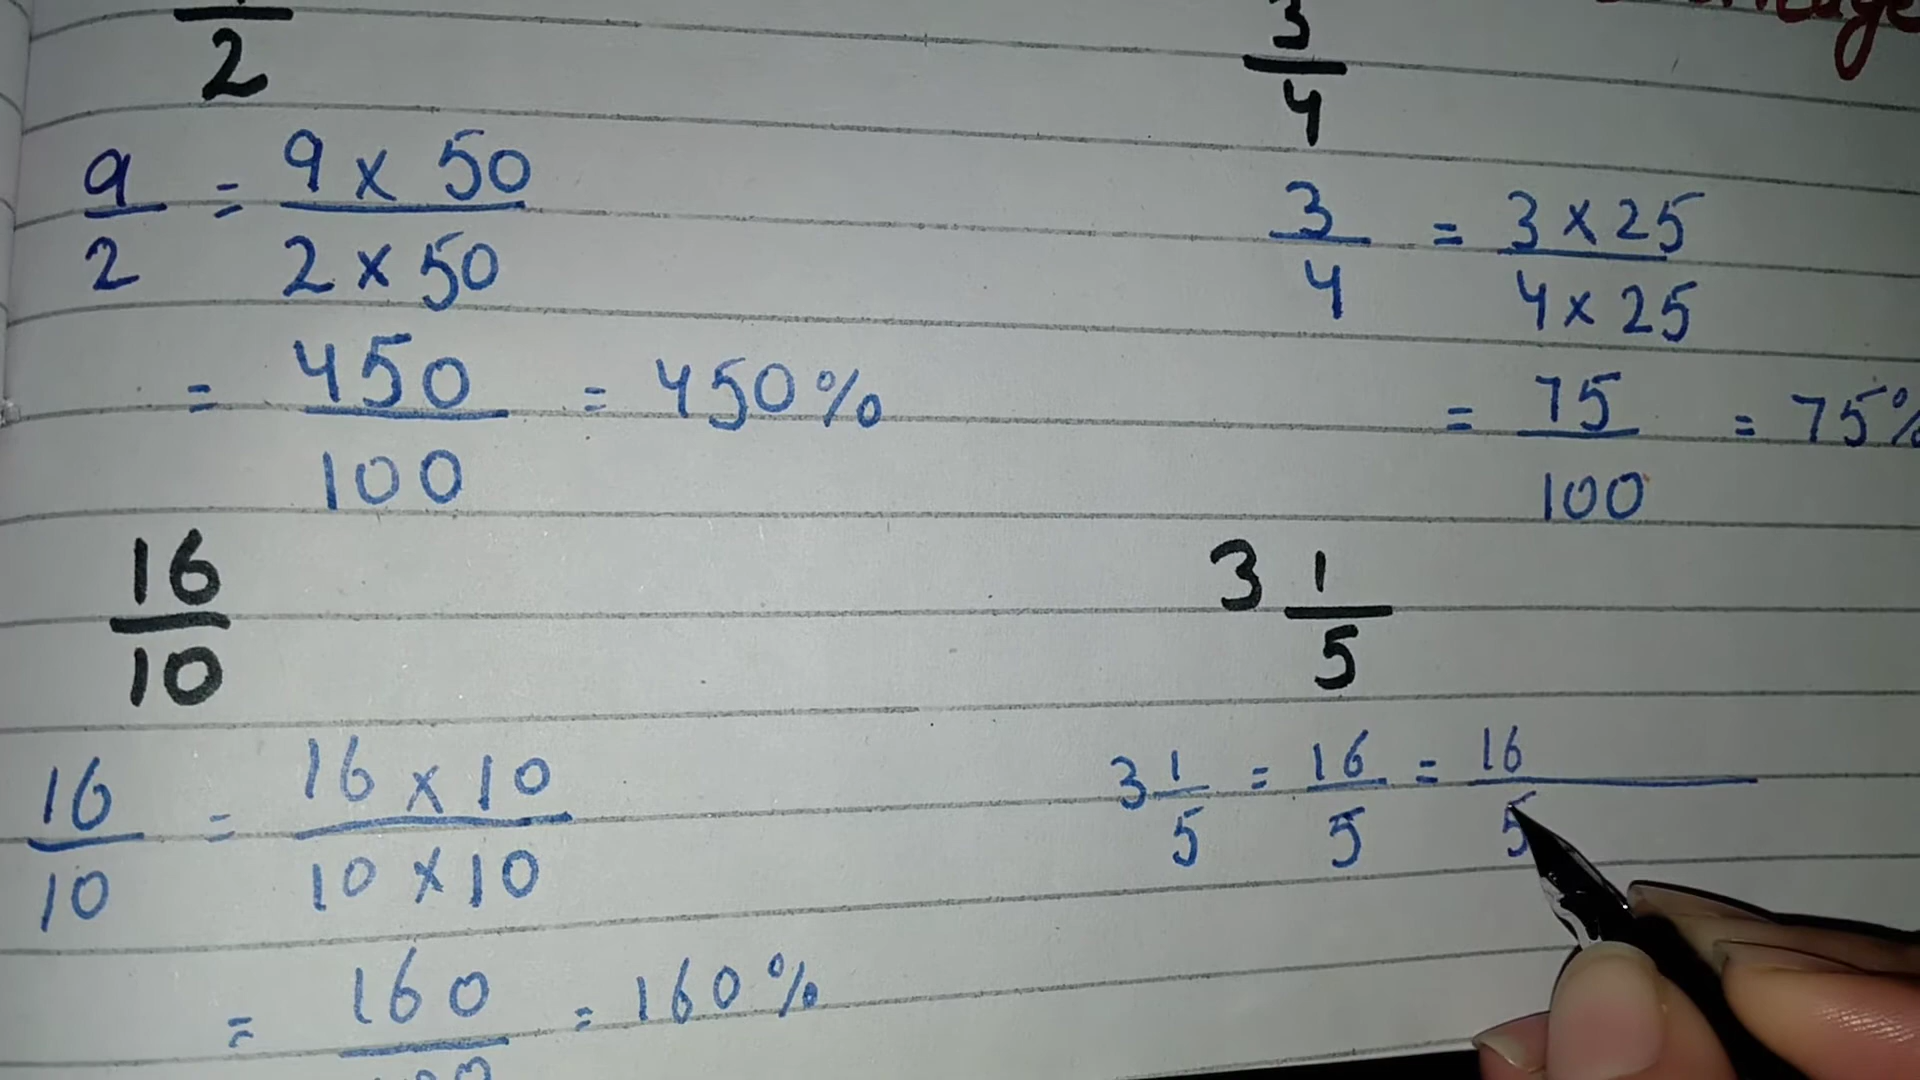 2
3
4
9 = 9 x 50
2 2 x 50
= 450 = 450%
100
3 = 3 x 25
4 4 x 25
= 75 = 75%
100
16
10
3 1
5
16 = 16 x 10
10 10 x 10
= 160 = 160%
3 1 = 16 = 16
5 5 5